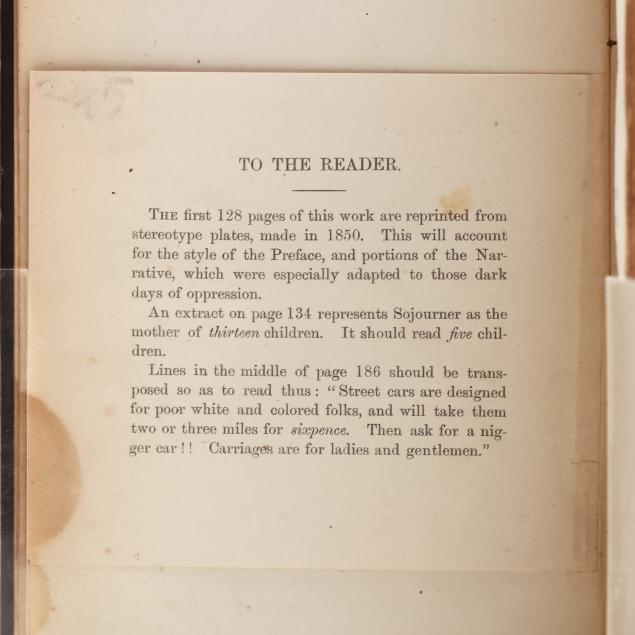 TO THE READER.
THE first 128 pages of this work are reprinted from
stereotype plates, made in 1850. This will account
for the style of the Preface, and portions of the Nar-
rative, which were especially adapted to those dark
days of oppression.
An extract on page 134 represents Sojourner as the
mother of thirteen children. It should read five chil-
dren.
Lines in the middle of page 186 should be trans-
posed so as to read thus: “Street cars are designed
for poor white and colored folks, and will take them
two or three miles for sixpence. Then ask for a nig-
ger car!! Carriages are for ladies and gentlemen.”